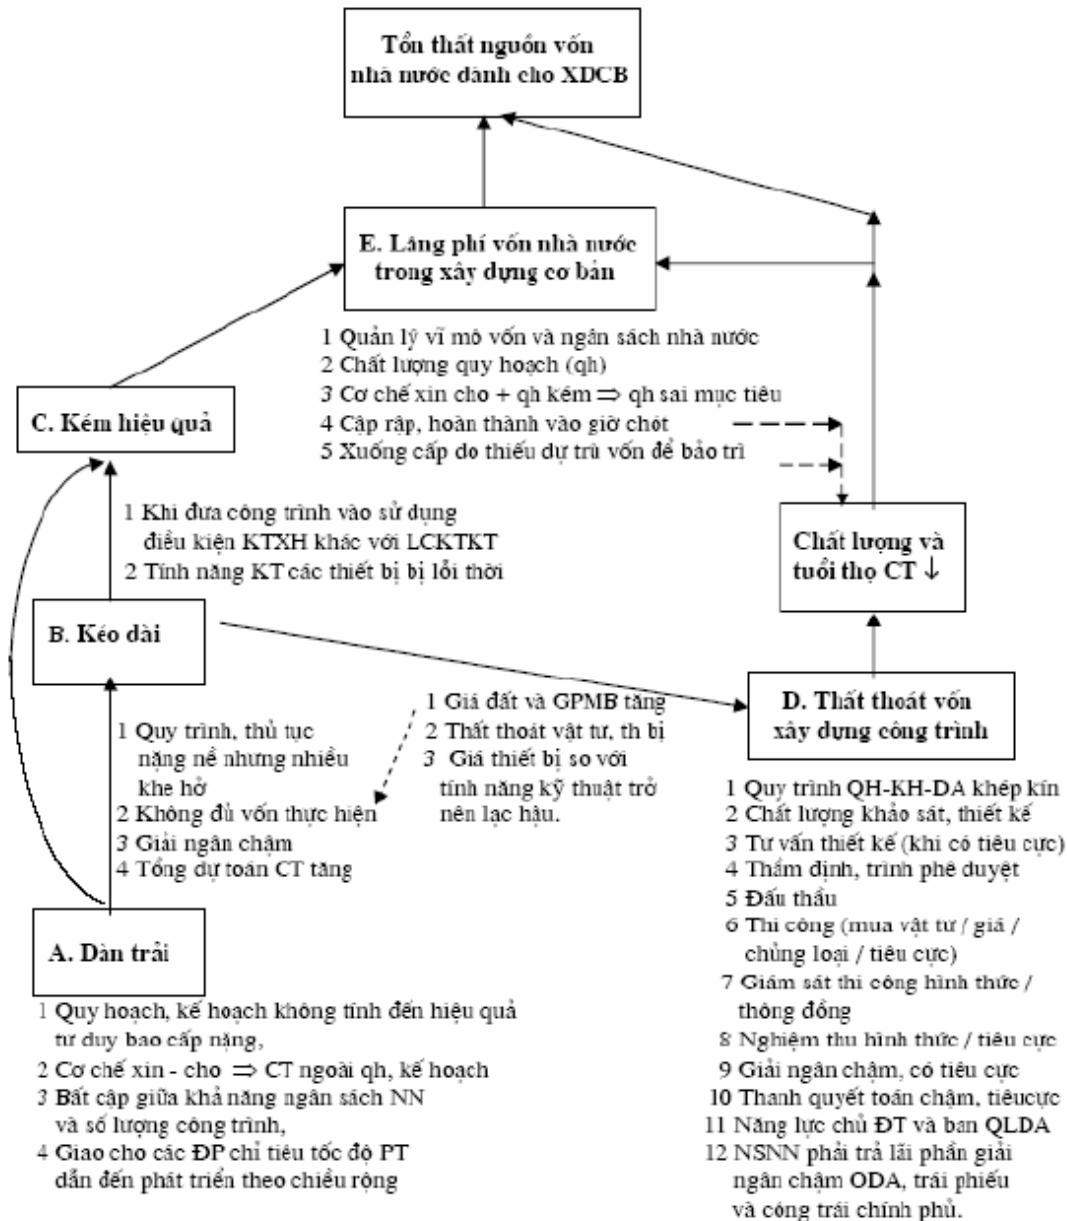 Tổn thất nguồn vốn
nhà nước dành cho XDCB
E. Lãng phí vốn nhà nước
trong xây dựng cơ bản
1 Quản lý vĩ mô vốn và ngân sách nhà nước
2 Chất lượng quy hoạch (qh)
3 Cơ chế xin cho + qh kém ⇒ qh sai mục tiêu
4 Cập rập, hoàn thành vào giờ chót
5 Xuống cấp do thiếu dự trù vốn để bảo trì
C. Kém hiệu quả
1 Khi đưa công trình vào sử dụng
điều kiện KTXH khác với LCKTKT
2 Tính năng KT các thiết bị bị lỗi thời
Chất lượng và
tuổi thọ CT ↓
B. Kéo dài
1 Quy trình, thủ tục
nặng nề nhưng nhiều
khe hở
2 Không đủ vốn thực hiện
3 Giải ngân chậm
4 Tổng dự toán CT tăng
1 Giá đất và GPMB tăng
2 Thất thoát vật tư, th bị
3 Giá thiết bị so với
tính năng kỹ thuật trở
nên lạc hậu.
D. Thất thoát vốn
xây dựng công trình
1 Quy trình QH-KH-DA khép kín
2 Chất lượng khảo sát, thiết kế
3 Tư vấn thiết kế (khi có tiêu cực)
4 Thẩm định, trình phê duyệt
5 Đấu thầu
6 Thi công (mua vật tư / giá /
chủng loại / tiêu cực)
7 Giám sát thi công hình thức /
thông đồng
8 Nghiệm thu hình thức / tiêu cực
9 Giải ngân chậm, có tiêu cực
10 Thanh quyết toán chậm, tiêucực
11 Năng lực chủ ĐT và ban QLDA
12 NSNN phải trả lãi phần giải
ngân chậm ODA, trái phiếu
và công trái chính phủ.
A. Dàn trải
1 Quy hoạch, kế hoạch không tính đến hiệu quả
tư duy bao cấp nặng,
2 Cơ chế xin - cho ⇒ CT ngoài qh, kế hoạch
3 Bất cập giữa khả năng ngân sách NN
và số lượng công trình,
4 Giao cho các ĐP chỉ tiêu tốc độ PT
dẫn đến phát triển theo chiều rộng